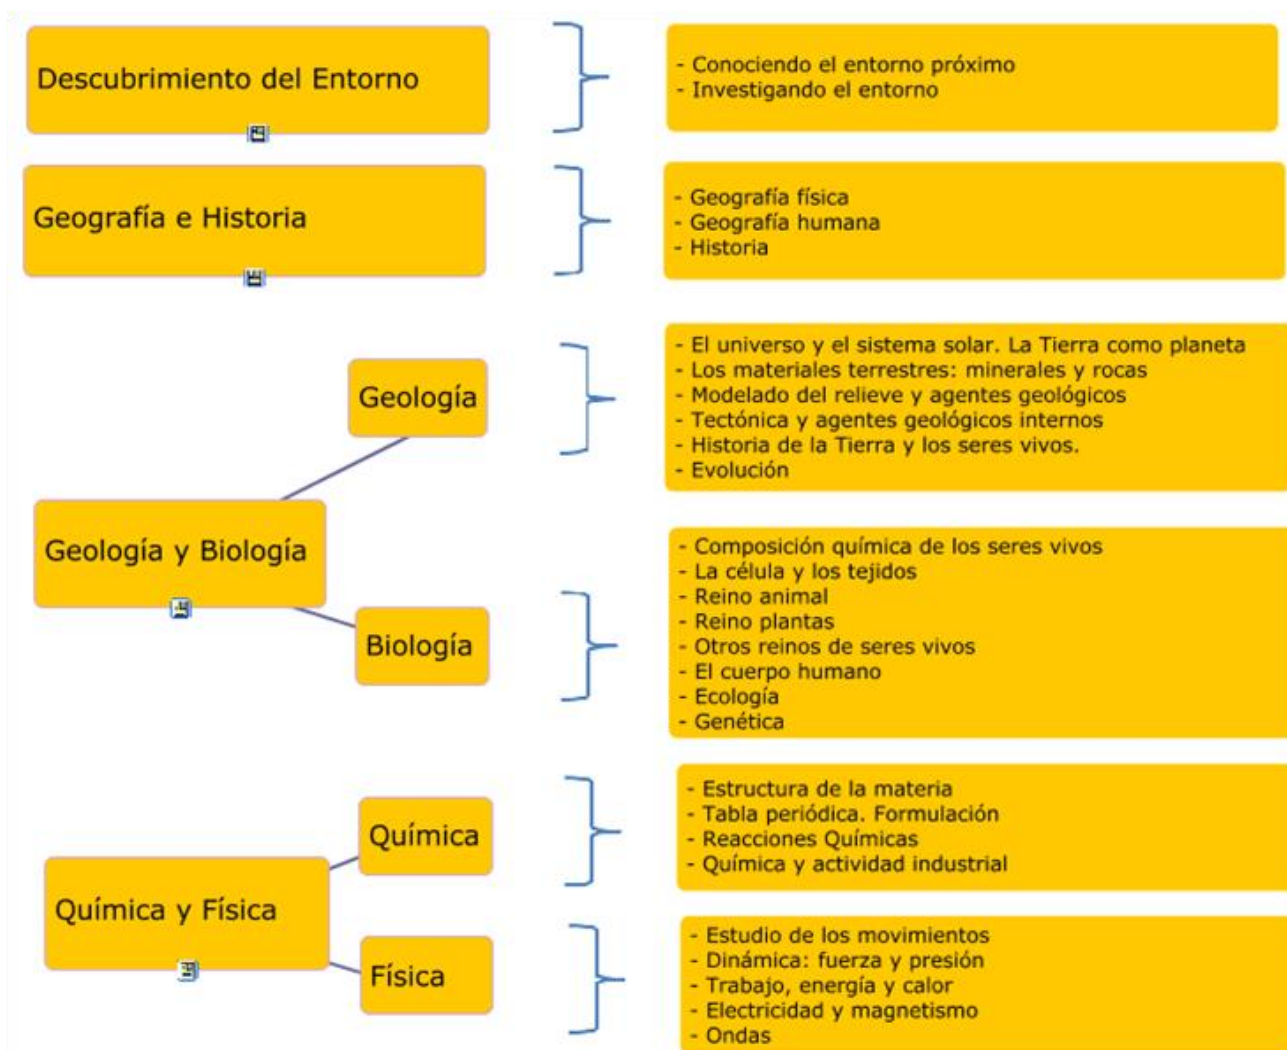 Descubrimiento del Entorno
- Conociendo el entorno próximo
- Investigando el entorno
Geografía e Historia
- Geografía física
- Geografía humana
- Historia
Geología y Biología
Geología
- El universo y el sistema solar. La Tierra como planeta
- Los materiales terrestres: minerales y rocas
- Modelado del relieve y agentes geológicos
- Tectónica y agentes geológicos internos
- Historia de la Tierra y los seres vivos.
- Evolución
Biología
- Composición química de los seres vivos
- La célula y los tejidos
- Reino animal
- Reino plantas
- Otros reinos de seres vivos
- El cuerpo humano
- Ecología
- Genética
Química y Física
Química
- Estructura de la materia
- Tabla periódica. Formulación
- Reacciones Químicas
- Química y actividad industrial
Física
- Estudio de los movimientos
- Dinámica: fuerza y presión
- Trabajo, energía y calor
- Electricidad y magnetismo
- Ondas